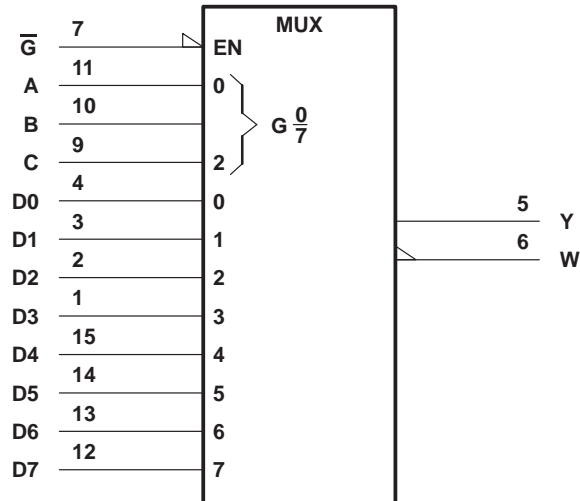 MUX
G̅ 7 EN
A 11 0
B 10 G 0/7
C 9 2
D0 4 0
D1 3 1
D2 2 2
D3 1 3
D4 15 4
D5 14 5
D6 13 6
D7 12 7
5 Y
6 W